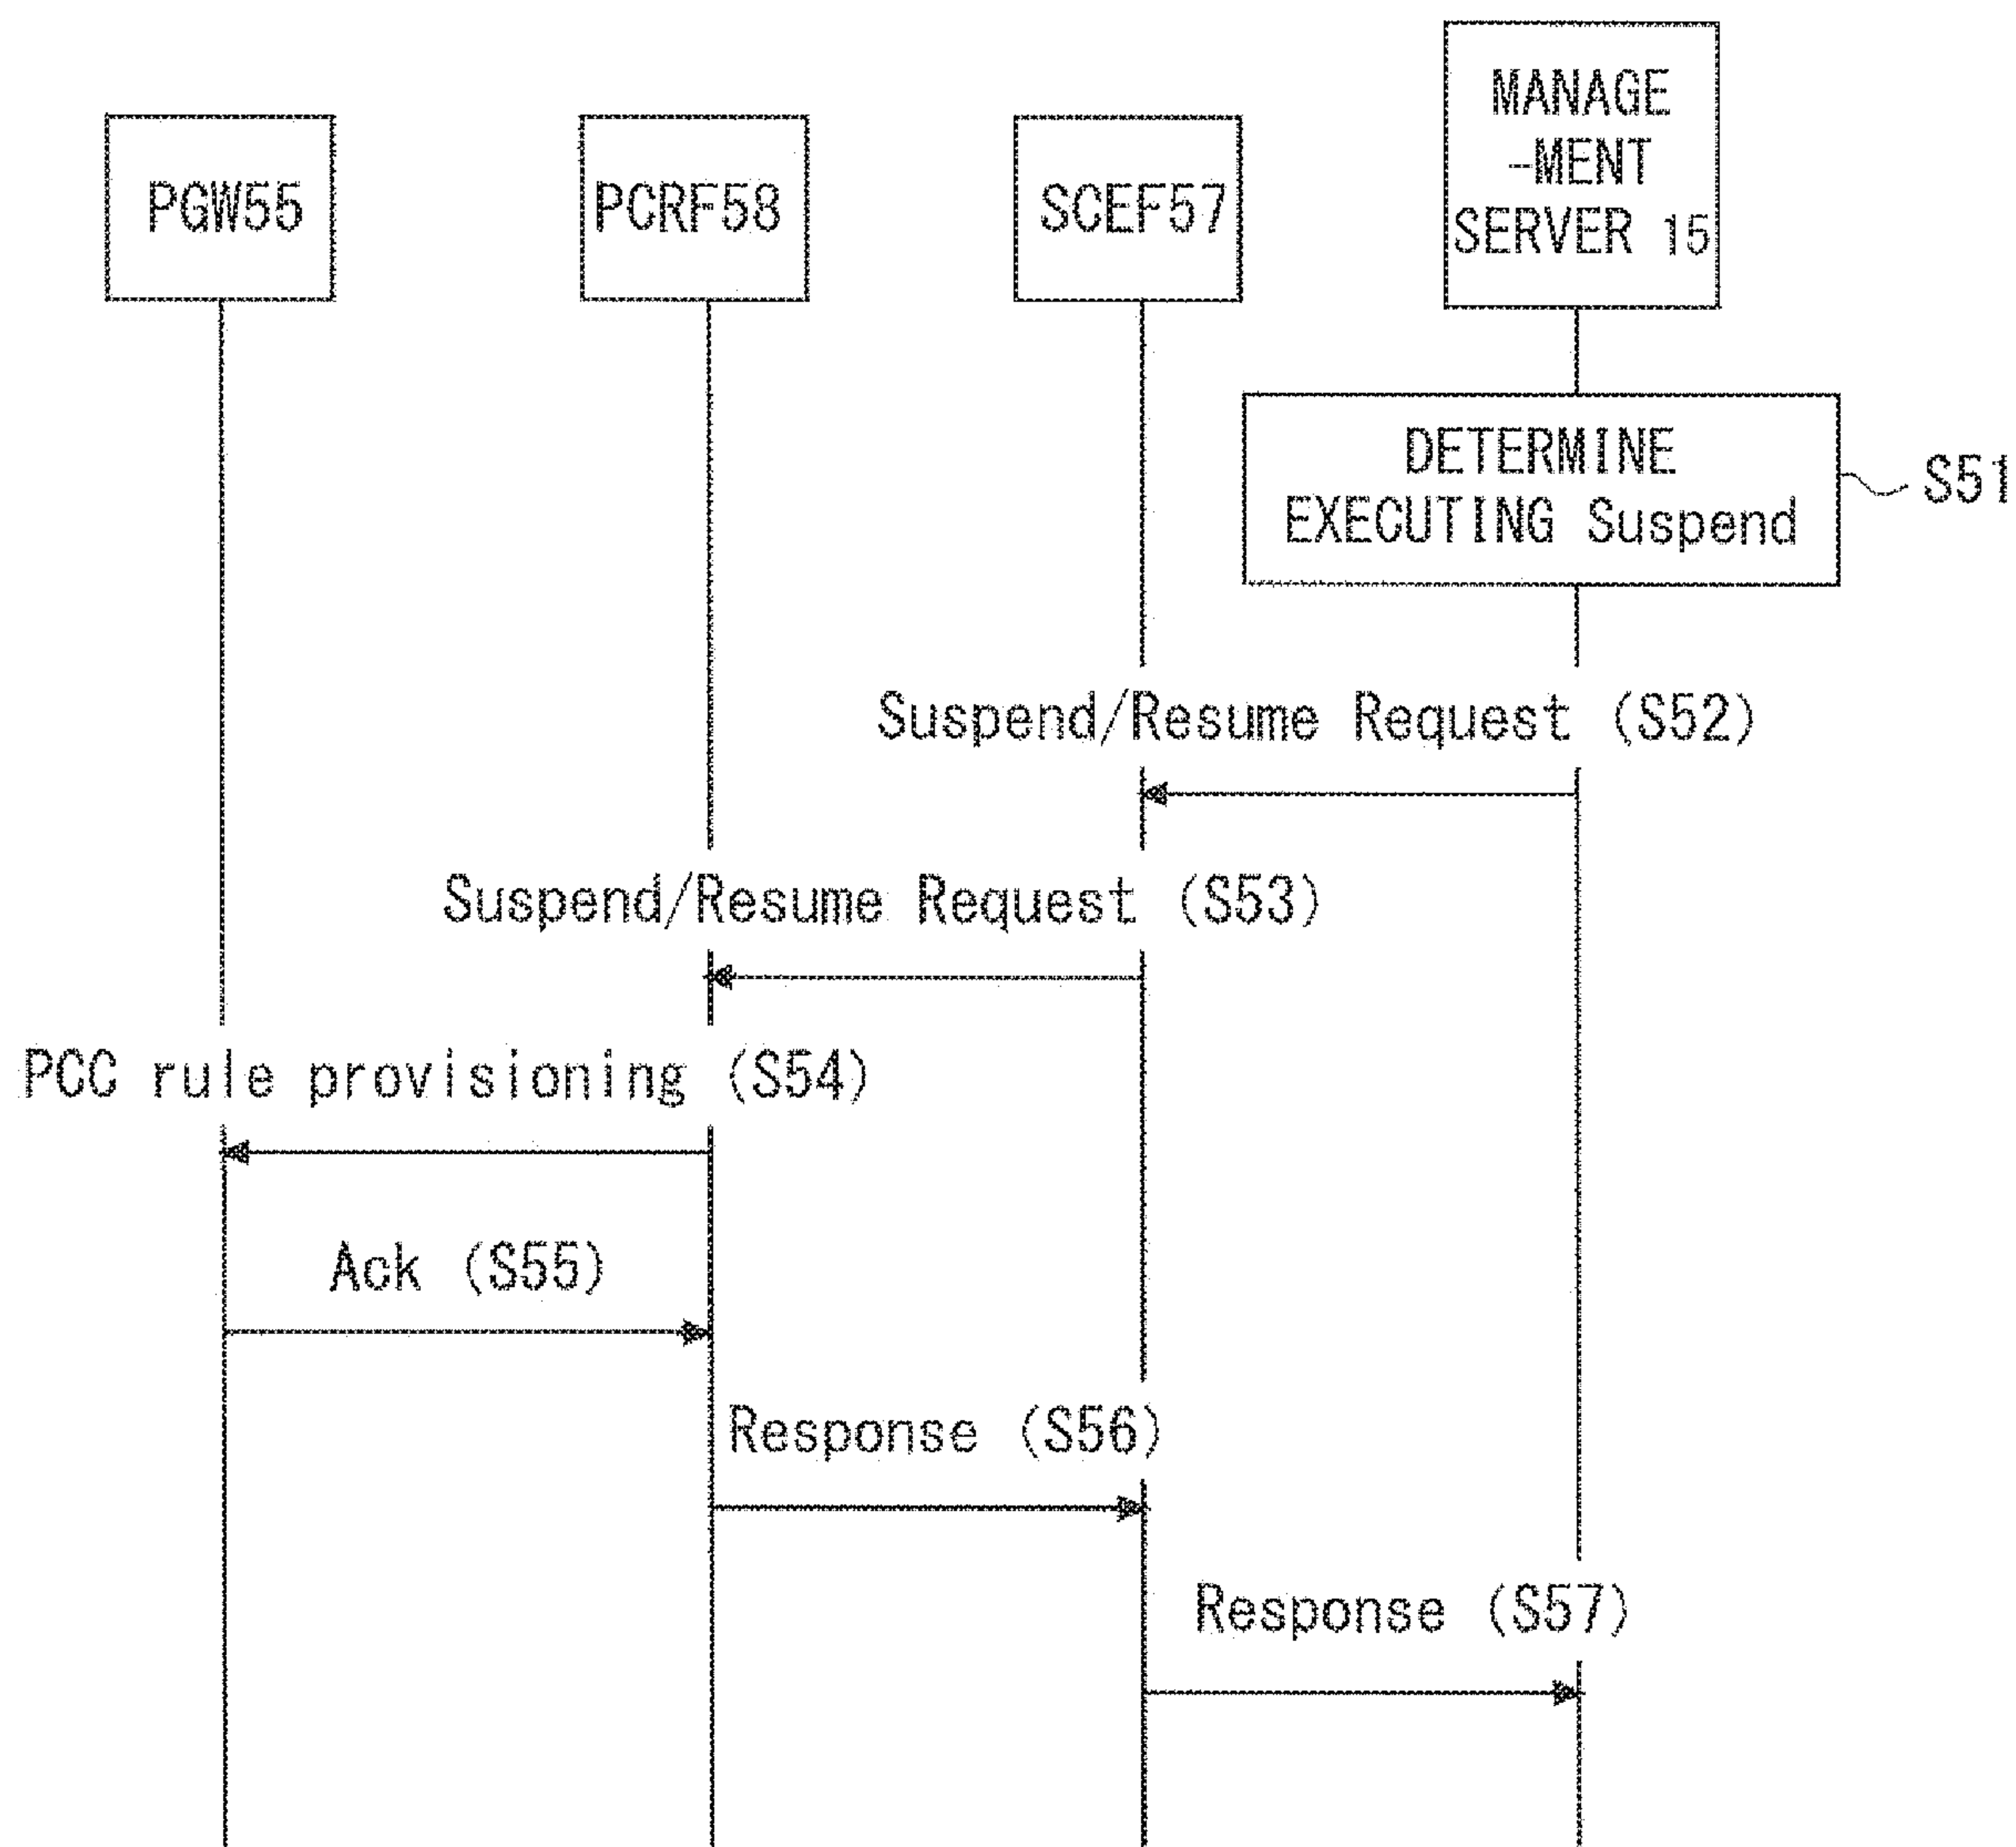 PGW55
PCRF58
SCEF57
MANAGE
-MENT
SERVER 15
DETERMINE
EXECUTING Suspend
S51
Suspend/Resume Request (S52)
Suspend/Resume Request (S53)
PCC rule provisioning (S54)
Ack (S55)
Response (S56)
Response (S57)